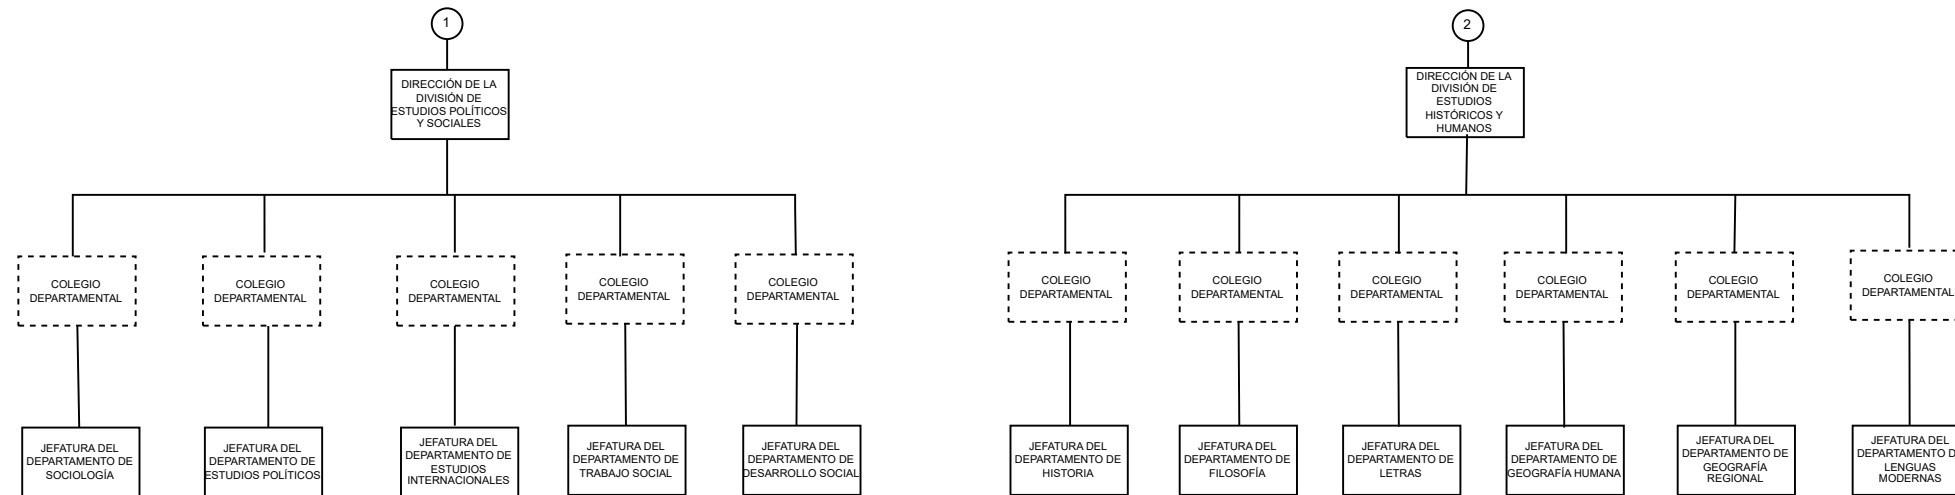 1
DIRECCIÓN DE LA
DIVISIÓN DE
ESTUDIOS POLÍTICOS
Y SOCIALES
COLEGIO
DEPARTAMENTAL
COLEGIO
DEPARTAMENTAL
COLEGIO
DEPARTAMENTAL
COLEGIO
DEPARTAMENTAL
COLEGIO
DEPARTAMENTAL
JEFATURA DEL
DEPARTAMENTO DE
SOCIOLOGÍA
JEFATURA DEL
DEPARTAMENTO DE
ESTUDIOS POLÍTICOS
JEFATURA DEL
DEPARTAMENTO DE
ESTUDIOS
INTERNACIONALES
JEFATURA DEL
DEPARTAMENTO DE
TRABAJO SOCIAL
JEFATURA DEL
DEPARTAMENTO DE
DESARROLLO SOCIAL
2
DIRECCIÓN DE LA
DIVISIÓN DE
ESTUDIOS
HISTÓRICOS Y
HUMANOS
COLEGIO
DEPARTAMENTAL
COLEGIO
DEPARTAMENTAL
COLEGIO
DEPARTAMENTAL
COLEGIO
DEPARTAMENTAL
COLEGIO
DEPARTAMENTAL
COLEGIO
DEPARTAMENTAL
JEFATURA DEL
DEPARTAMENTO DE
HISTORIA
JEFATURA DEL
DEPARTAMENTO DE
FILOSOFÍA
JEFATURA DEL
DEPARTAMENTO DE
LETRAS
JEFATURA DEL
DEPARTAMENTO DE
GEOGRAFÍA HUMANA
JEFATURA DEL
DEPARTAMENTO DE
GEOGRAFÍA
REGIONAL
JEFATURA DEL
DEPARTAMENTO D
LENGUAS
MODERNAS